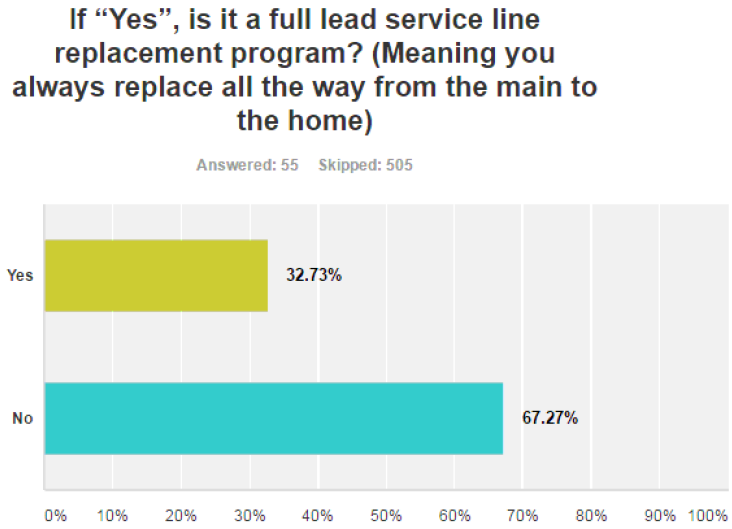 If “Yes”, is it a full lead service line
replacement program? (Meaning you
always replace all the way from the main to
the home)
Answered: 55 Skipped: 505
Yes
32.73%
No
67.27%
0% 10% 20% 30% 40% 50% 60% 70% 80% 90% 100%